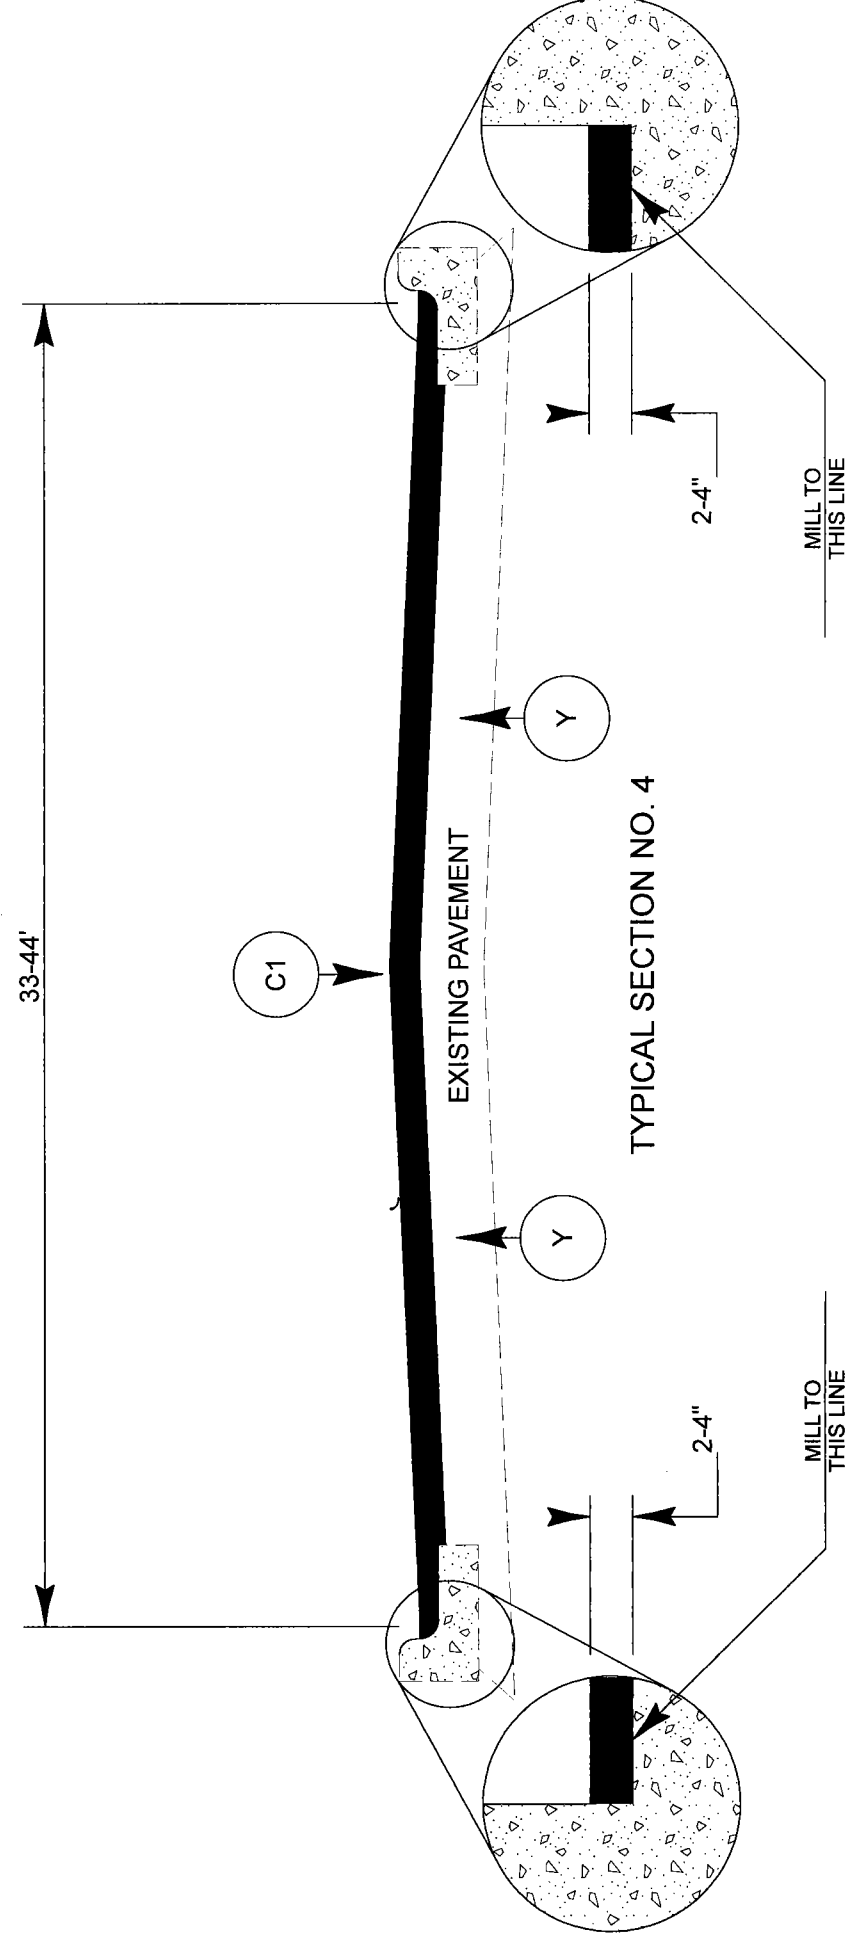 33-44'
C1
EXISTING PAVEMENT
Y
Y
TYPICAL SECTION NO. 4
2-4"
2-4"
MILL TO
THIS LINE
MILL TO
THIS LINE